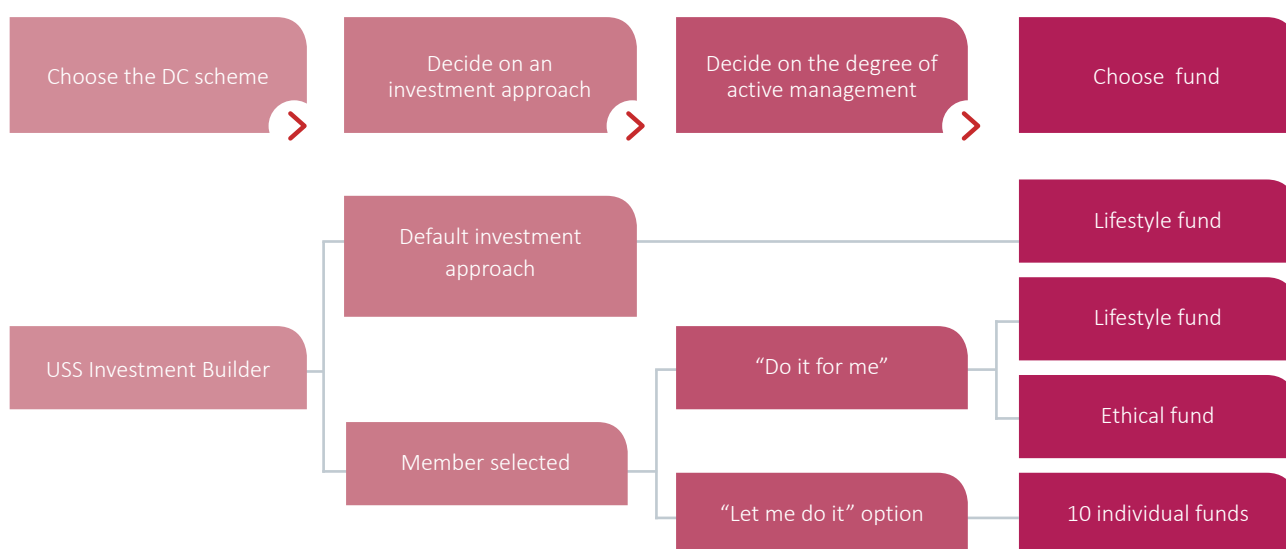 Choose the DC scheme
Decide on an
investment approach
Decide on the degree of
active management
Choose fund
Default investment
approach
Lifestyle fund
USS Investment Builder
“Do it for me”
Lifestyle fund
Ethical fund
Member selected
“Let me do it” option
10 individual funds